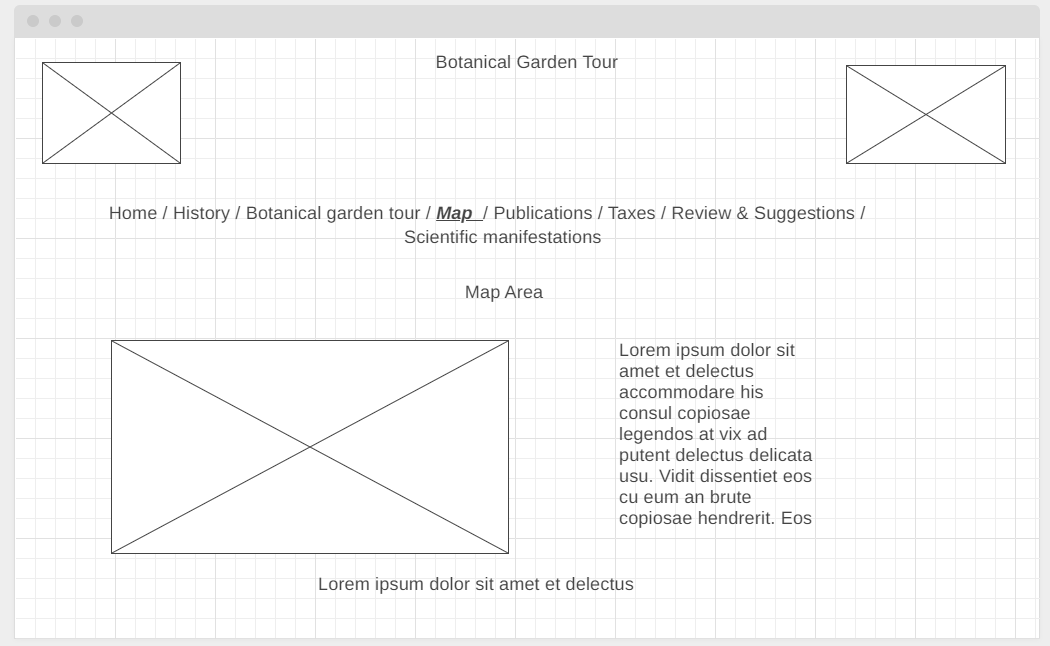 Botanical Garden Tour
Home / History / Botanical garden tour / Map / Publications / Taxes / Review & Suggestions /
Scientific manifestations
Map Area
Lorem ipsum dolor sit
amet et delectus
accommodare his
consul copiosae
legendos at vix ad
putent delectus delicata
usu. Vidit dissentiet eos
cu eum an brute
copiosae hendrerit. Eos
Lorem ipsum dolor sit amet et delectus